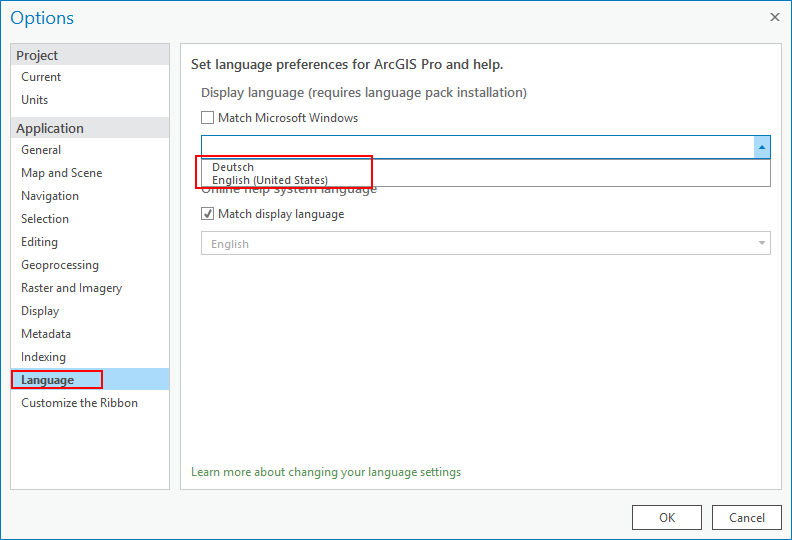 Options
Project
Current
Units
Application
General
Map and Scene
Navigation
Selection
Editing
Geoprocessing
Raster and Imagery
Display
Metadata
Indexing
Language
Customize the Ribbon
Set language preferences for ArcGIS Pro and help.
Display language (requires language pack installation)
Match Microsoft Windows
Deutsch
English (United States)
Online help system language
Match display language
English
Learn more about changing your language settings
OK
Cancel